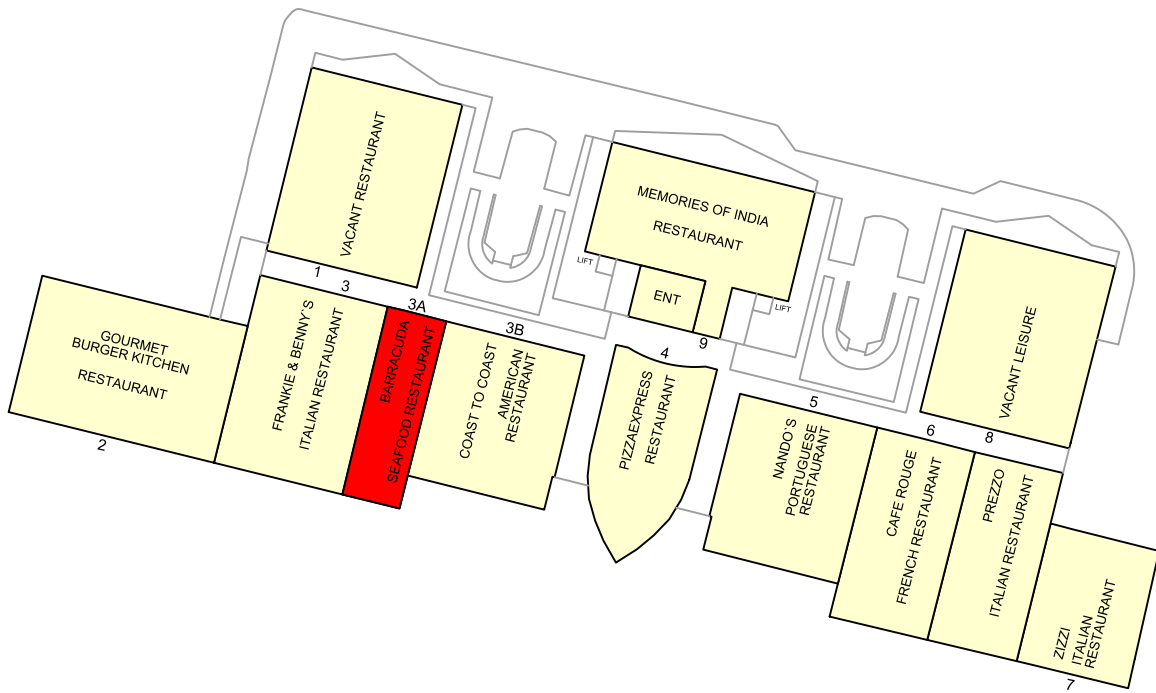 VACANT RESTAURANT
1
MEMORIES OF INDIA
RESTAURANT
LIFT
ENT
LIFT
9
VACANT LEISURE
8
GOURMET
BURGER KITCHEN
RESTAURANT
2
3
FRANKIE & BENNY`S
ITALIAN RESTAURANT
3A
BARRACUDA
SEAFOOD RESTAURANT
3B
COAST TO COAST
AMERICAN
RESTAURANT
4
PIZZAEXPRESS
RESTAURANT
5
NANDO`S
PORTUGUESE
RESTAURANT
6
CAFE ROUGE
FRENCH RESTAURANT
PREZZO
ITALIAN RESTAURANT
ZIZZI
ITALIAN
RESTAURANT
7